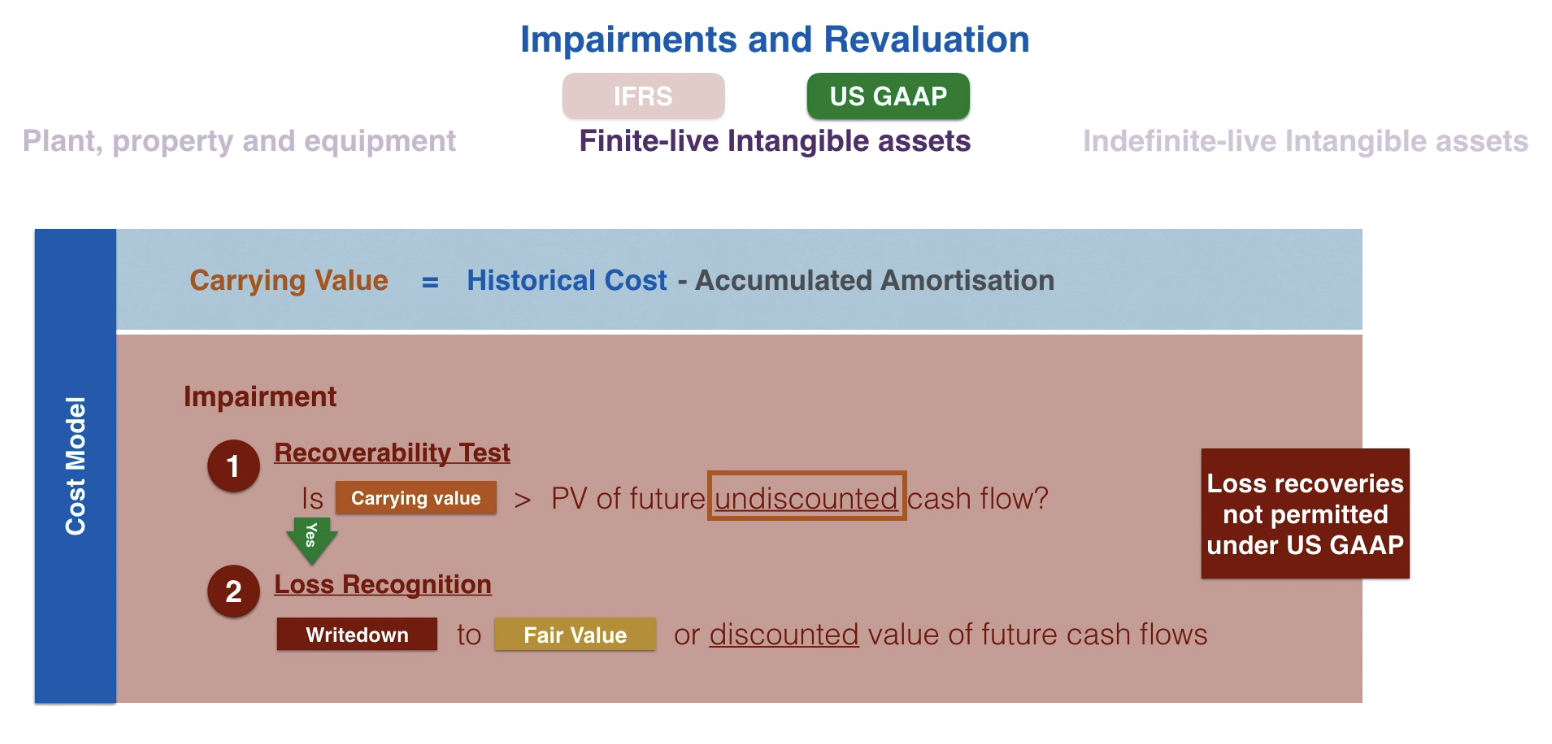 Impairments and Revaluation
IFRS US GAAP
Plant, property and equipment Finite-live Intangible assets Indefinite-live Intangible assets
Cost Model
Carrying Value = Historical Cost - Accumulated Amortisation
Impairment
1 Recoverability Test
Is Carrying value > PV of future undiscounted cash flow?
Yes
2 Loss Recognition
Writedown to Fair Value or discounted value of future cash flows
Loss recoveries
not permitted
under US GAAP